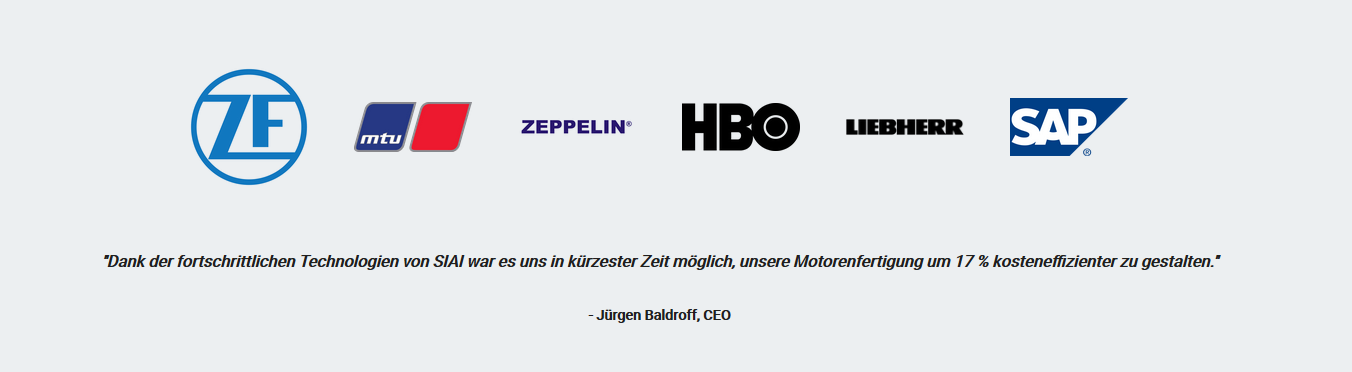 ZF mtu ZEPPELIN® HBO LIEBHERR SAP®
"Dank der fortschrittlichen Technologien von SIAI war es uns in kürzester Zeit möglich, unsere Motorenfertigung um 17 % kosteneffizienter zu gestalten."
- Jürgen Baldroff, CEO